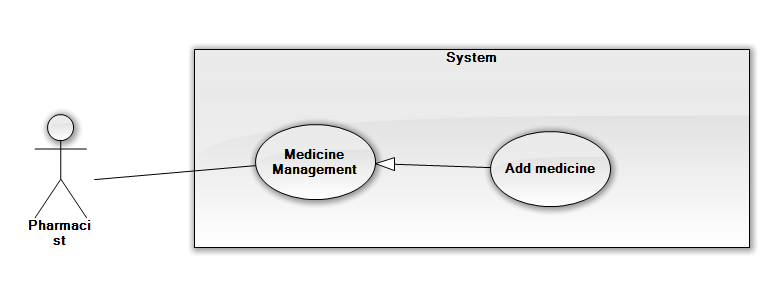 System
Medicine
Management
Add medicine
Pharmaci
st